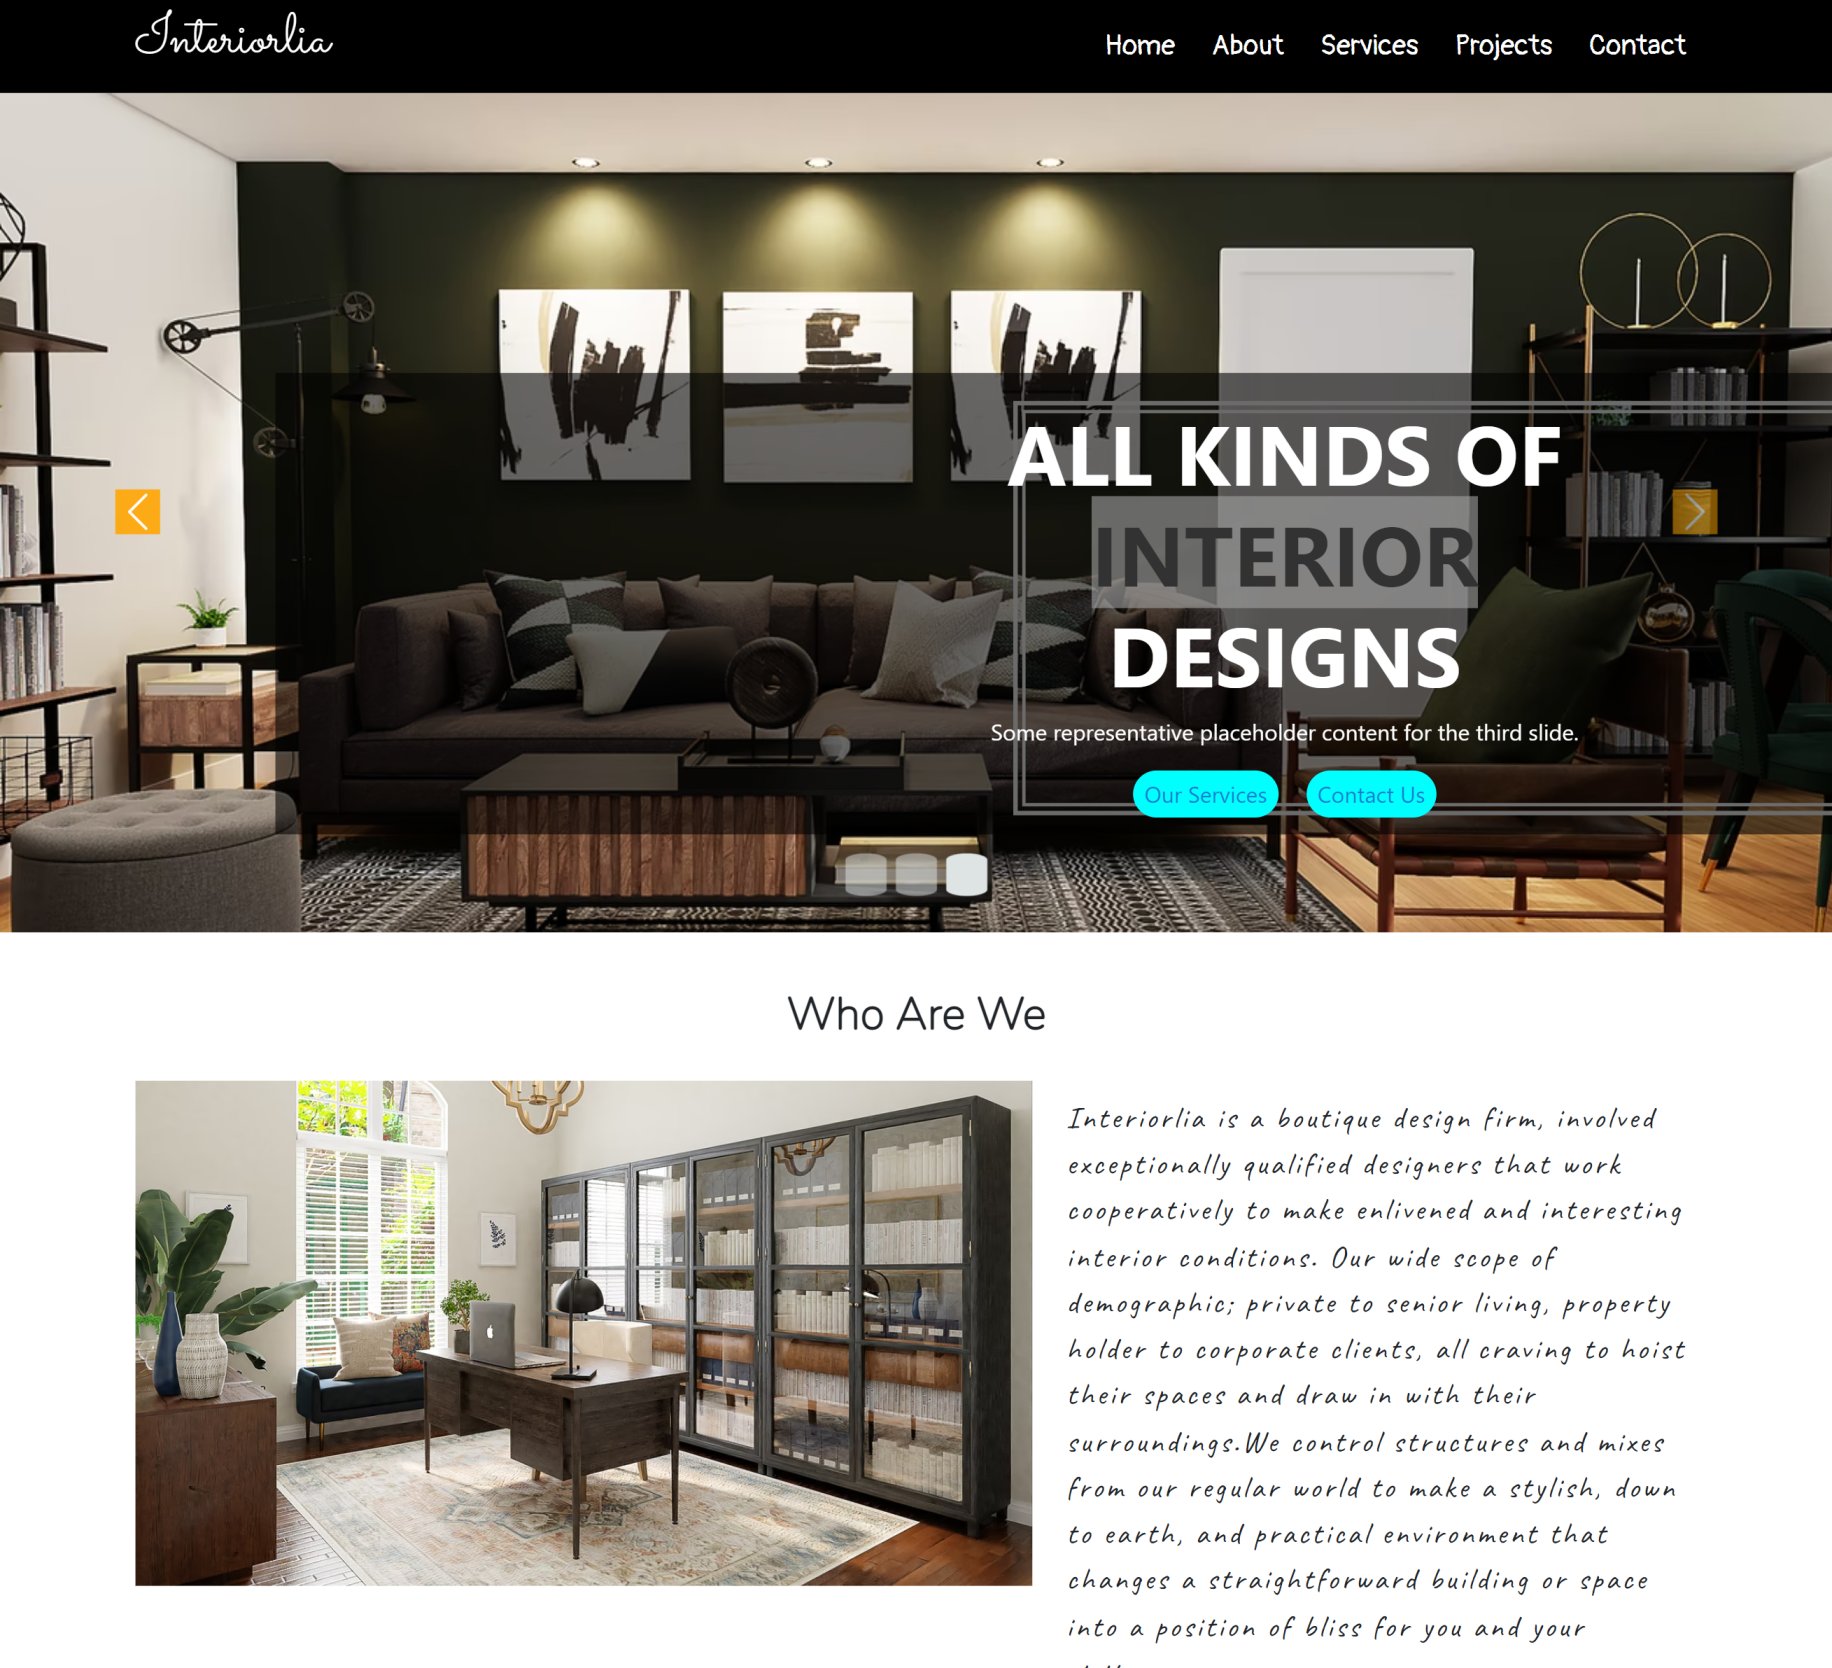 Interiorlia
Home About Services Projects Contact
ALL KINDS OF
INTERIOR
DESIGNS
Some representative placeholder content for the third slide.
Our Services Contact Us
Who Are We
Interiorlia is a boutique design firm, involved
exceptionally qualified designers that work
cooperatively to make enlivened and interesting
interior conditions. Our wide scope of
demographic; private to senior living, property
holder to corporate clients, all craving to hoist
their spaces and draw in with their
surroundings.We control structures and mixes
from our regular world to make a stylish, down
to earth, and practical environment that
changes a straightforward building or space
into a position of bliss for you and your